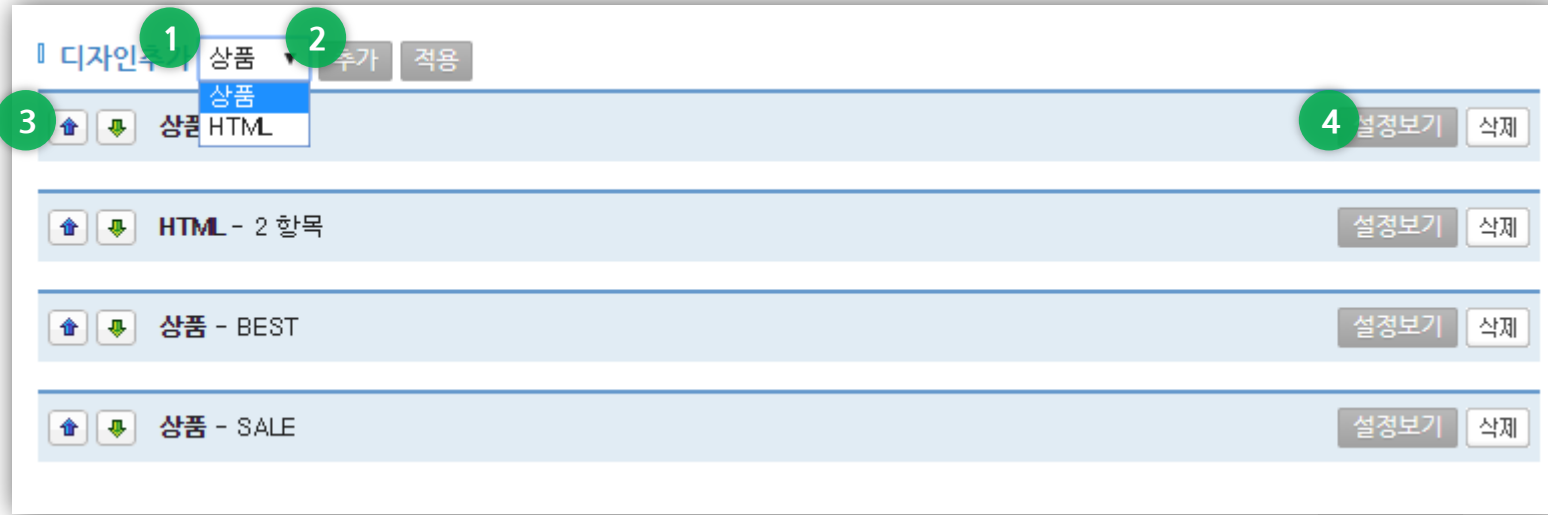 1 2
디자인추가 상품 추가 적용
상품
3 상품 HTML 4 설정보기 삭제
HTML - 2 항목 설정보기 삭제
상품 - BEST 설정보기 삭제
상품 - SALE 설정보기 삭제